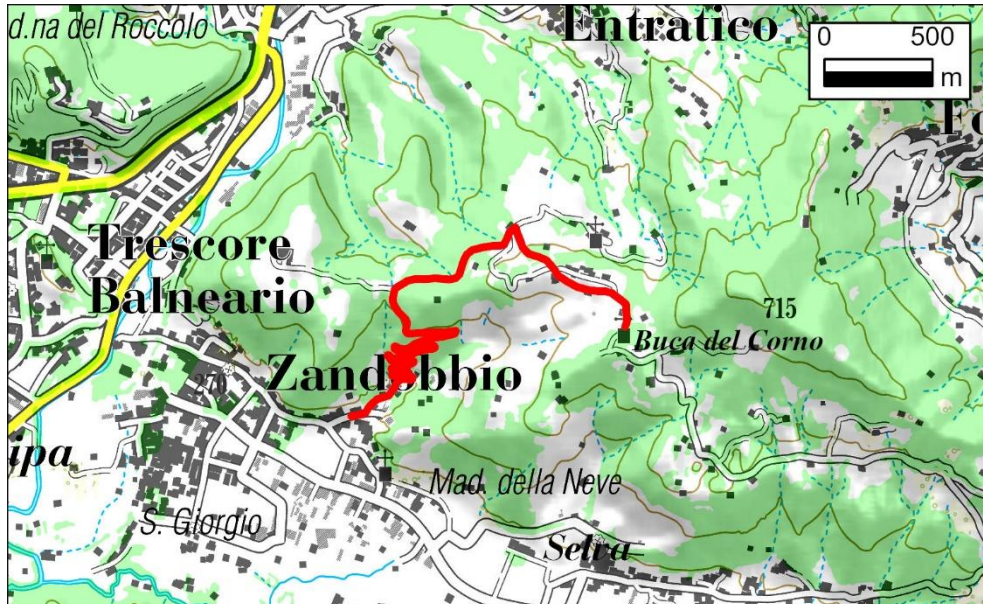 d.na del Roccolo
Entratico
0 500
m
Fo
Trescore
Balneario
715
Buca del Corno
Zandobbio
270
ipa
Mad. della Neve
S. Giorgio
Selva